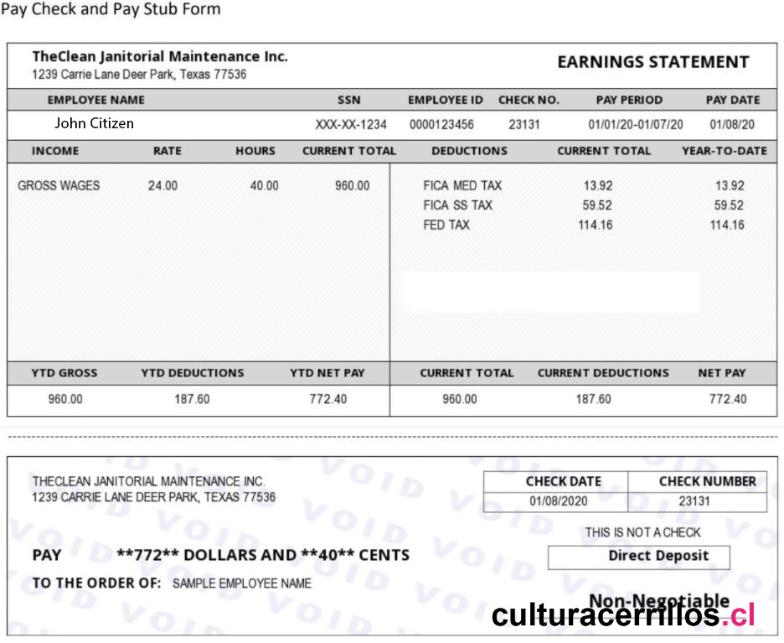 Pay Check and Pay Stub Form
TheClean Janitorial Maintenance Inc.
1239 Carrie Lane Deer Park, Texas 77536
EARNINGS STATEMENT
EMPLOYEE NAME SSN EMPLOYEE ID CHECK NO. PAY PERIOD PAY DATE
John Citizen XXX-XX-1234 0000123456 23131 01/01/20-01/07/20 01/08/20
INCOME RATE HOURS CURRENT TOTAL DEDUCTIONS CURRENT TOTAL YEAR-TO-DATE
GROSS WAGES 24.00 40.00 960.00 FICA MED TAX 13.92 13.92
FICA SS TAX 59.52 59.52
FED TAX 114.16 114.16
YTD GROSS YTD DEDUCTIONS YTD NET PAY CURRENT TOTAL CURRENT DEDUCTIONS NET PAY
960.00 187.60 772.40 960.00 187.60 772.40
THECLEAN JANITORIAL MAINTENANCE INC.
1239 CARRIE LANE DEER PARK, TEXAS 77536
CHECK DATE CHECK NUMBER
01/08/2020 23131
THIS IS NOT A CHECK
PAY **772** DOLLARS AND **40** CENTS
Direct Deposit
TO THE ORDER OF: SAMPLE EMPLOYEE NAME
Non-Negotiable
culturacerrillos.cl
VOID VOID VOID VOID